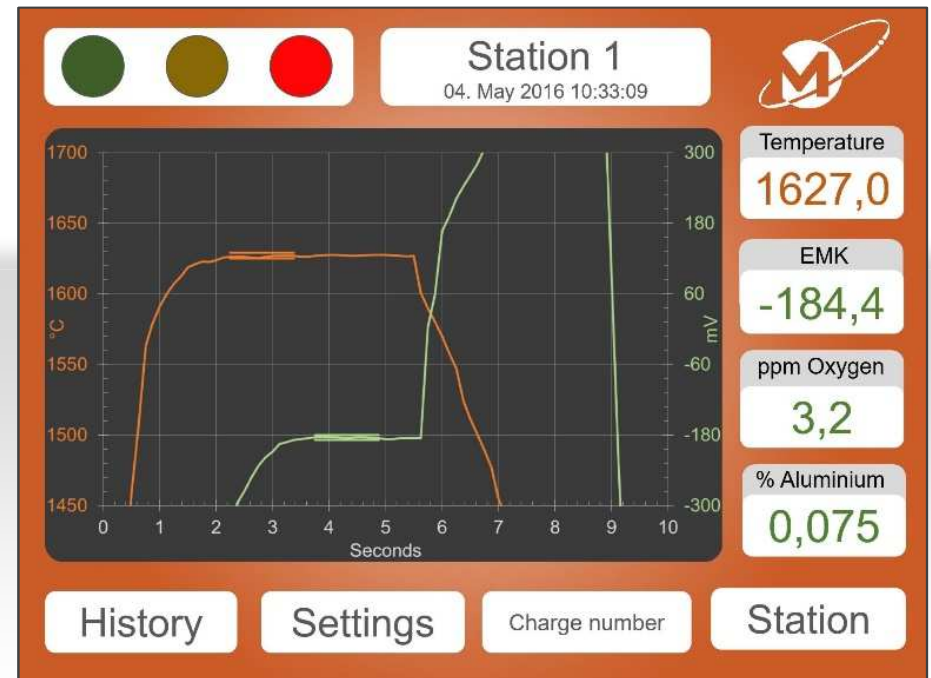 Station 1
04. May 2016 10:33:09
M
Temperature
1627,0
EMK
-184,4
ppm Oxygen
3,2
% Aluminium
0,075
1700
1650
1600
1550
1500
1450
°C
300
180
60
-60
-180
-300
mV
0 1 2 3 4 5 6 7 8 9 10
Seconds
History
Settings
Charge number
Station